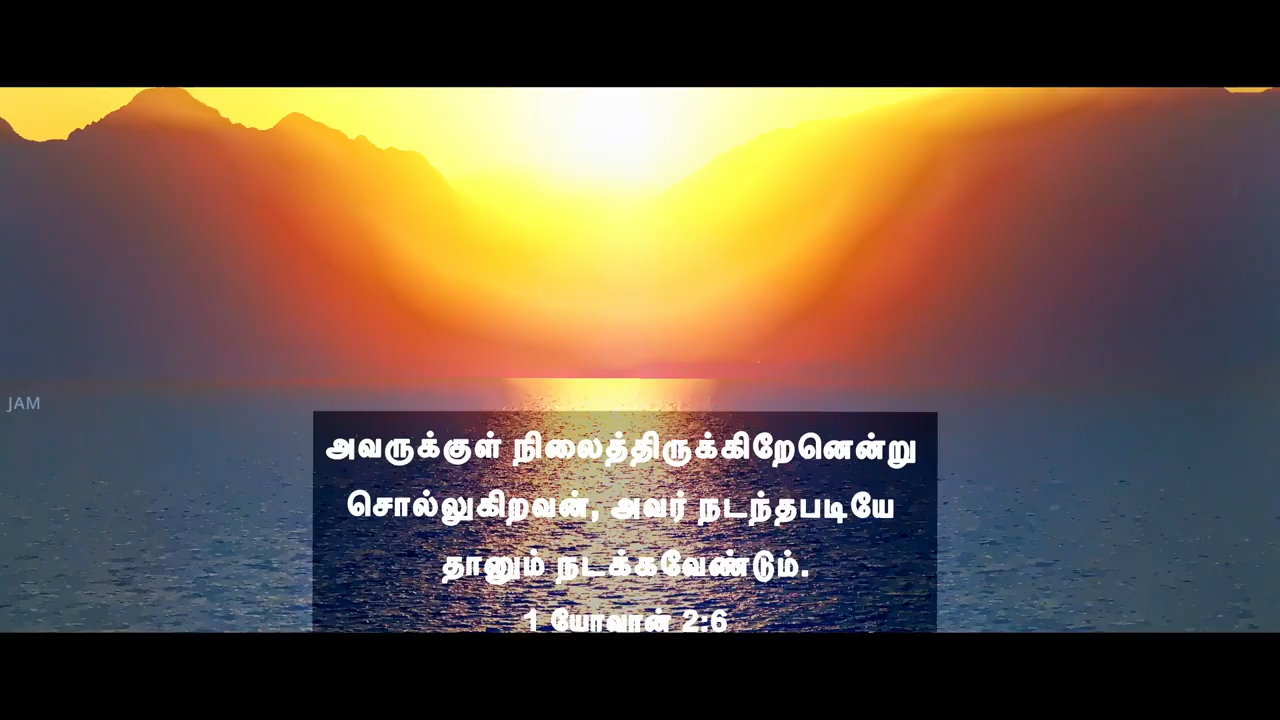 JAM
அவருக்குள் நிலைத்திருக்கிறேனென்று
சொல்லுகிறவன், அவர் நடந்தபடியே
தானும் நடக்கவேண்டும்.
1 யோவான் 2:6